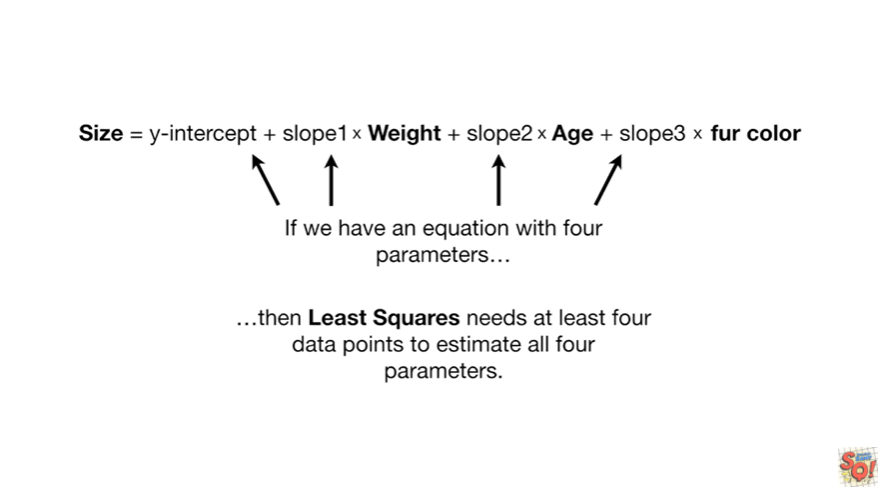 Size = y-intercept + slope1 x Weight + slope2 x Age + slope3 x fur color
If we have an equation with four
parameters…
…then Least Squares needs at least four
data points to estimate all four
parameters.
SQ!